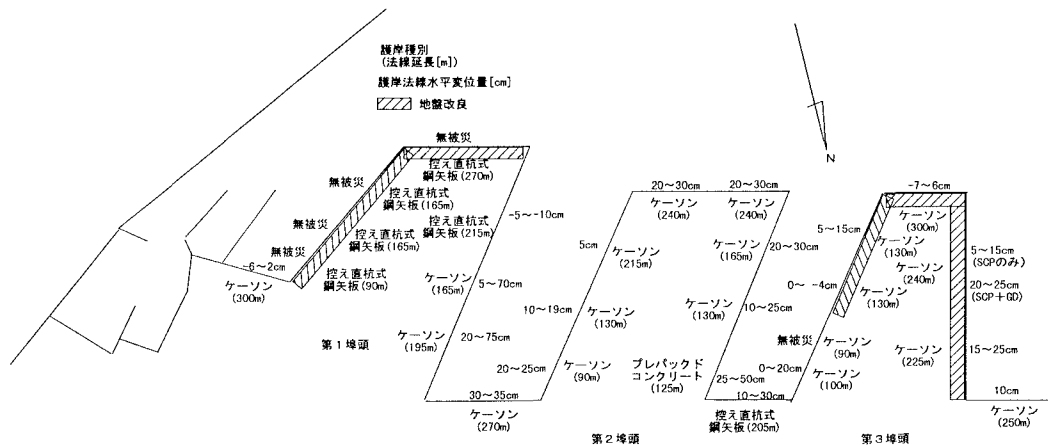 護岸種別
(法線延長[m])
護岸法線水平変位量[cm]
地盤改良
N
無被災
控え直杭式
鋼矢板(270m)
無被災
控え直杭式
鋼矢板(165m)
無被災
控え直杭式
鋼矢板(165m)
無被災
控え直杭式
鋼矢板(90m)
-6~2cm
ケーソン
(300m)
控え直杭式
鋼矢板(215m)
-5~-10cm
ケーソン
(165m)
5~70cm
ケーソン
(195m)
20~75cm
30~35cm
ケーソン
(270m)
第1埠頭
20~30cm
20~30cm
ケーソン
(240m)
ケーソン
(240m)
5cm
ケーソン
(215m)
10~19cm
ケーソン
(130m)
20~25cm
ケーソン
(90m)
ケーソン
(165m)
20~30cm
ケーソン
(130m)
10~25cm
プレパックド
コンクリート
(125m)
25~50cm
10~30cm
控え直杭式
鋼矢板(205m)
第2埠頭
-7~6cm
ケーソン
(300m)
5~15cm
ケーソン
(130m)
0~-4cm
ケーソン
(130m)
無被災
ケーソン
(90m)
0~20cm
ケーソン
(100m)
ケーソン
(240m)
5~15cm
(SCPのみ)
20~25cm
(SCP+GD)
ケーソン
(225m)
15~25cm
10cm
ケーソン
(250m)
第3埠頭